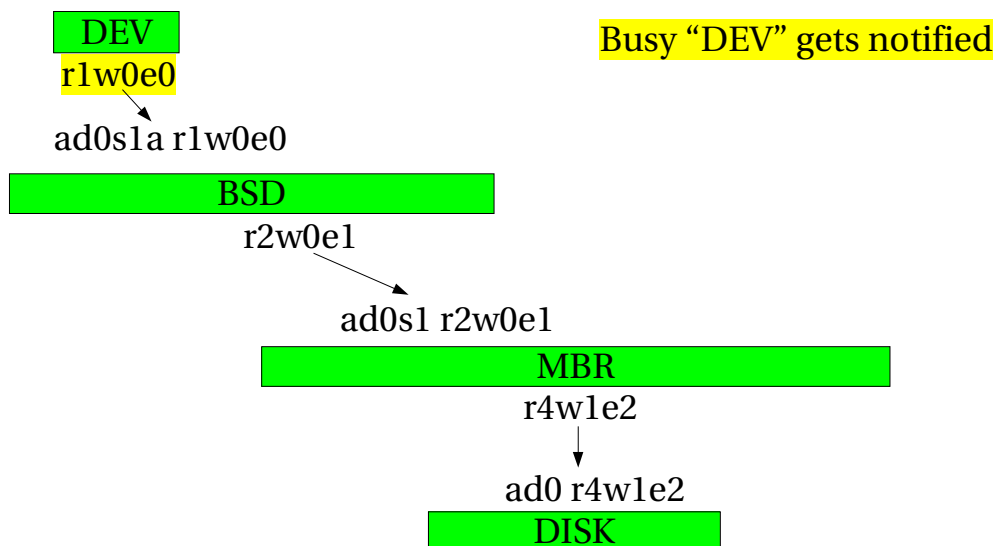 DEV
Busy “DEV” gets notified
r1w0e0
ad0s1a r1w0e0
BSD
r2w0e1
ad0s1 r2w0e1
MBR
r4w1e2
ad0 r4w1e2
DISK